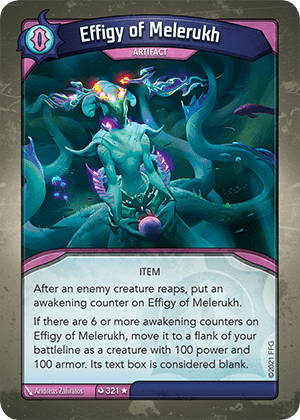 Effigy of Melerukh
ARTIFACT
ITEM
After an enemy creature reaps, put an
awakening counter on Effigy of Melerukh.
If there are 6 or more awakening counters on
Effigy of Melerukh, move it to a flank of your
battleline as a creature with 100 power and
100 armor. Its text box is considered blank.
Andreas Zafiratos
321
©2021 FFG